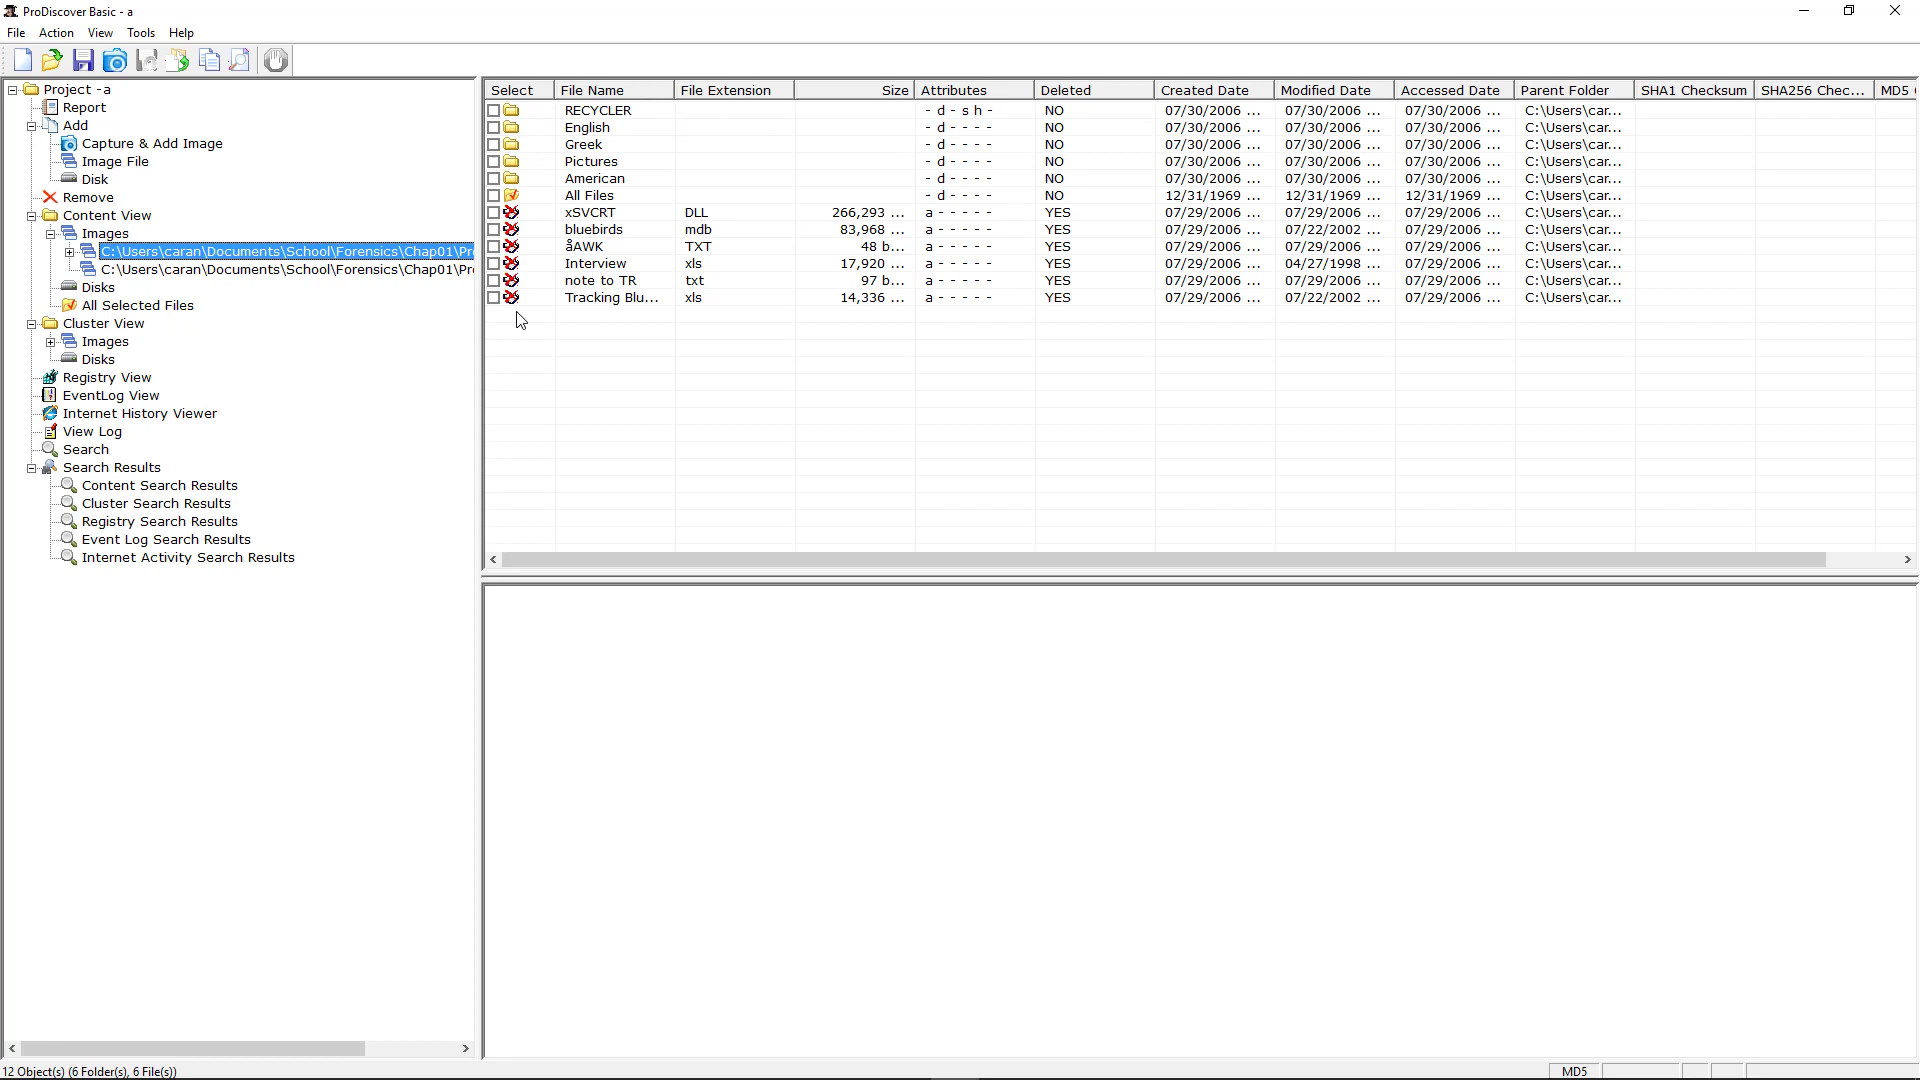 ProDiscover Basic - a
File Action View Tools Help
Project -a
Report
Add
Capture & Add Image
Image File
Disk
Remove
Content View
Images
C:\Users\caran\Documents\School\Forensics\Chap01\Pr
C:\Users\caran\Documents\School\Forensics\Chap01\Pr
Disks
All Selected Files
Cluster View
Images
Disks
Registry View
EventLog View
Internet History Viewer
View Log
Search
Search Results
Content Search Results
Cluster Search Results
Registry Search Results
Event Log Search Results
Internet Activity Search Results
Select File Name File Extension Size Attributes Deleted Created Date Modified Date Accessed Date Parent Folder SHA1 Checksum SHA256 Chec... MD5
RECYCLER - d - s h - NO 07/30/2006 ... 07/30/2006 ... 07/30/2006 ... C:\Users\car...
English - d - - - - NO 07/30/2006 ... 07/30/2006 ... 07/30/2006 ... C:\Users\car...
Greek - d - - - - NO 07/30/2006 ... 07/30/2006 ... 07/30/2006 ... C:\Users\car...
Pictures - d - - - - NO 07/30/2006 ... 07/30/2006 ... 07/30/2006 ... C:\Users\car...
American - d - - - - NO 07/30/2006 ... 07/30/2006 ... 07/30/2006 ... C:\Users\car...
All Files - d - - - - NO 12/31/1969 ... 12/31/1969 ... 12/31/1969 ... C:\Users\car...
xSVCRT DLL 266,293 ... a - - - - - YES 07/29/2006 ... 07/29/2006 ... 07/29/2006 ... C:\Users\car...
bluebirds mdb 83,968 ... a - - - - - YES 07/29/2006 ... 07/22/2002 ... 07/29/2006 ... C:\Users\car...
åAWK TXT 48 b... a - - - - - YES 07/29/2006 ... 07/29/2006 ... 07/29/2006 ... C:\Users\car...
Interview xls 17,920 ... a - - - - - YES 07/29/2006 ... 04/27/1998 ... 07/29/2006 ... C:\Users\car...
note to TR txt 97 b... a - - - - - YES 07/29/2006 ... 07/29/2006 ... 07/29/2006 ... C:\Users\car...
Tracking Blu... xls 14,336 ... a - - - - - YES 07/29/2006 ... 07/22/2002 ... 07/29/2006 ... C:\Users\car...
12 Object(s) (6 Folder(s), 6 File(s))
MD5